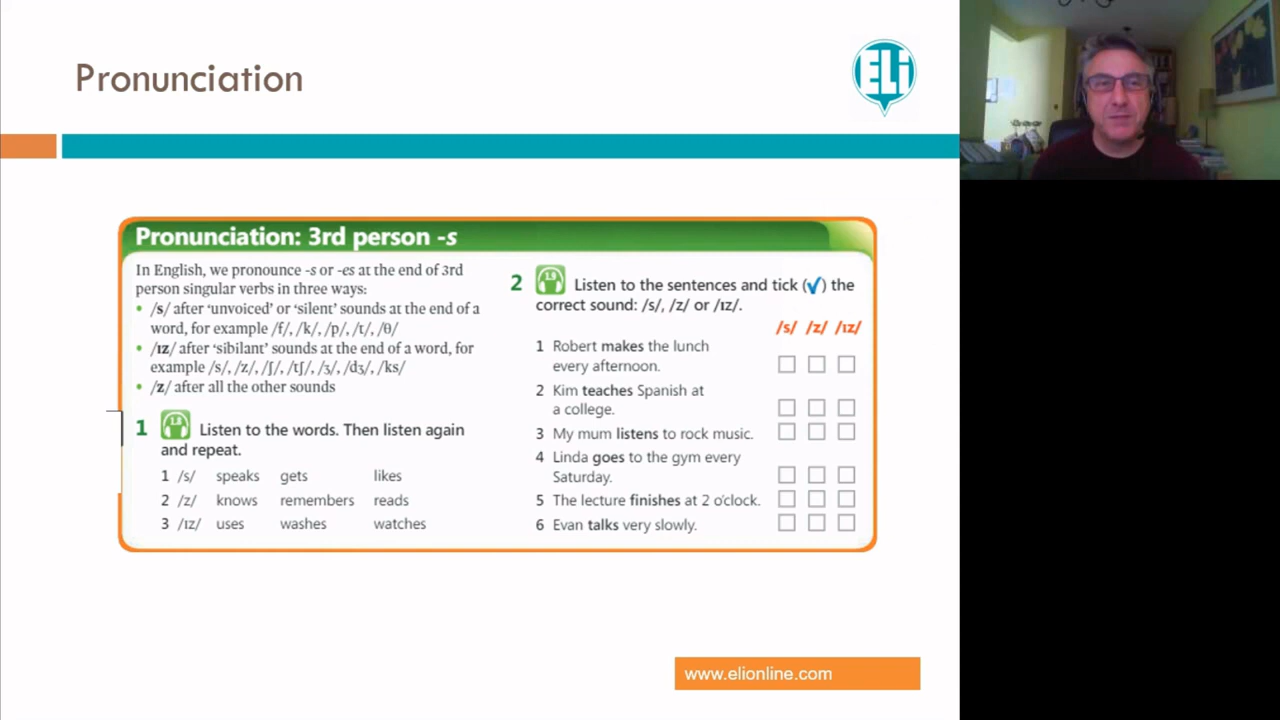 Pronunciation
ELi
Pronunciation: 3rd person -s
In English, we pronounce -s or -es at the end of 3rd
person singular verbs in three ways:
• /s/ after ‘unvoiced’ or ‘silent’ sounds at the end of a
word, for example /f/, /k/, /p/, /t/, /θ/
• /ɪz/ after ‘sibilant’ sounds at the end of a word, for
example /s/, /z/, /ʃ/, /tʃ/, /ʒ/, /dʒ/, /ks/
• /z/ after all the other sounds
1 1.8 Listen to the words. Then listen again
and repeat.
1 /s/ speaks gets likes
2 /z/ knows remembers reads
3 /ɪz/ uses washes watches
2 1.9 Listen to the sentences and tick (✓) the
correct sound: /s/, /z/ or /ɪz/.
/s/ /z/ /ɪz/
1 Robert makes the lunch
every afternoon.
2 Kim teaches Spanish at
a college.
3 My mum listens to rock music.
4 Linda goes to the gym every
Saturday.
5 The lecture finishes at 2 o'clock.
6 Evan talks very slowly.
www.elionline.com